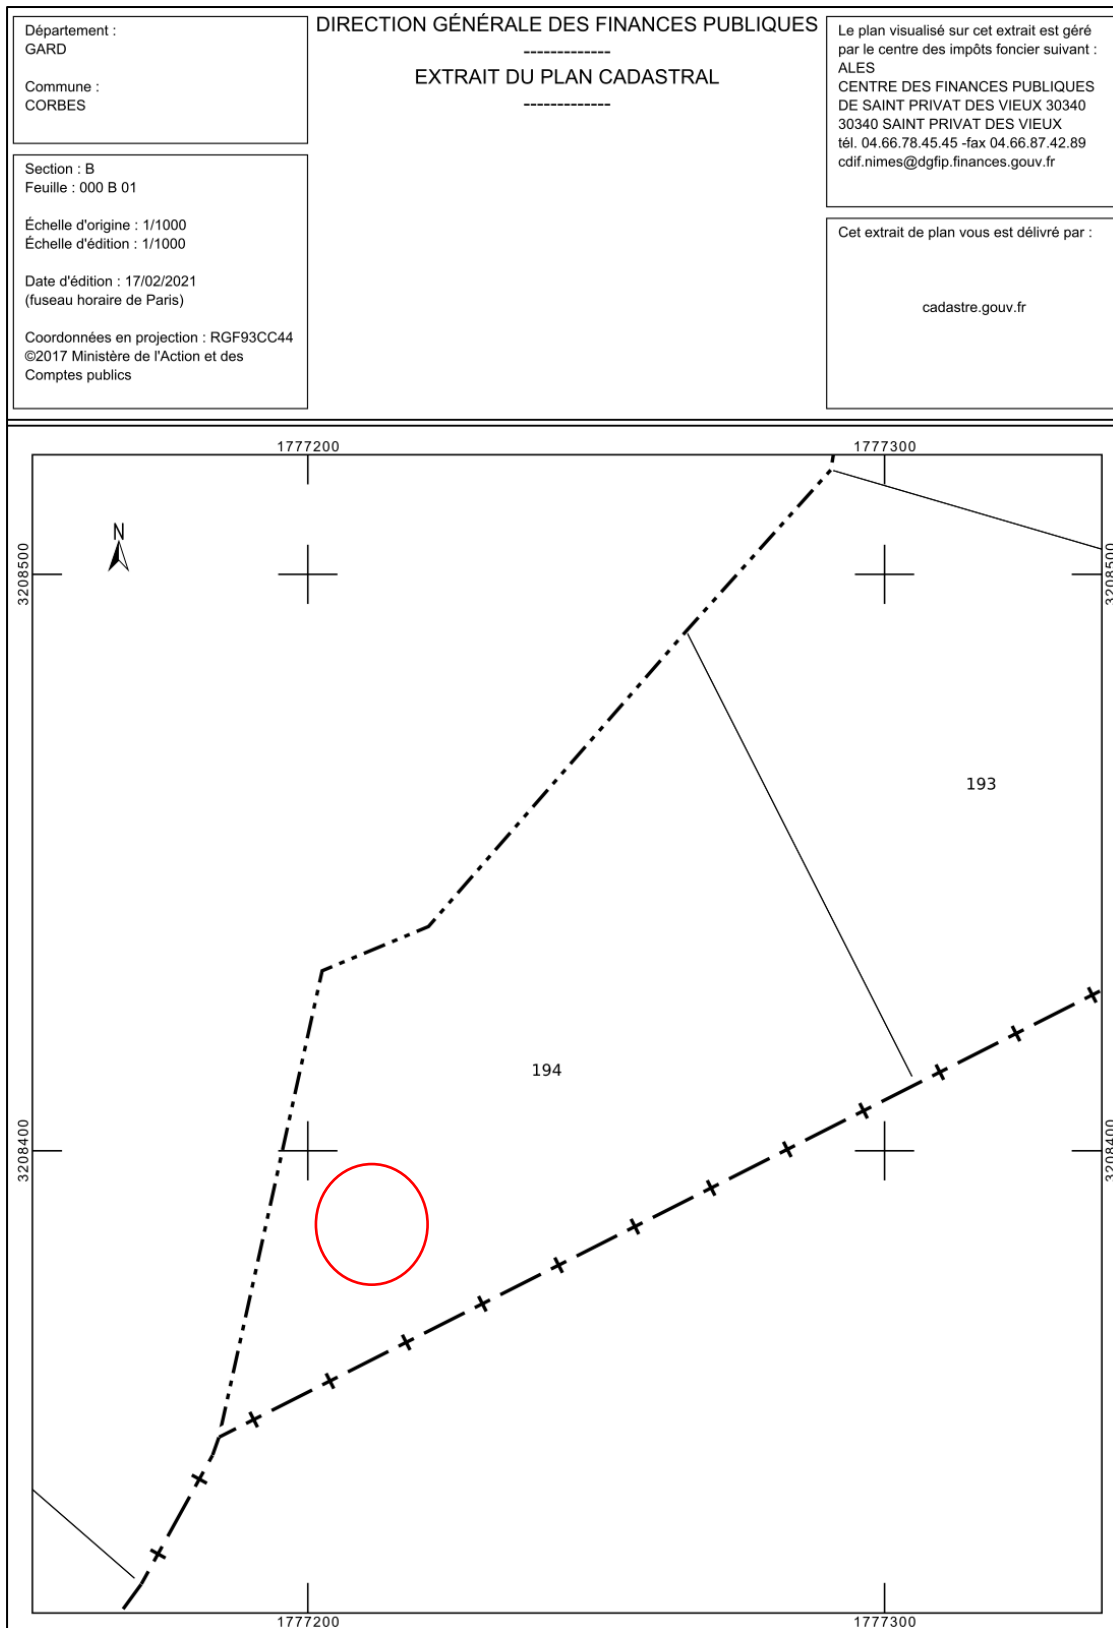 Département :
GARD
Commune :
CORBES
Section : B
Feuille : 000 B 01
Échelle d'origine : 1/1000
Échelle d'édition : 1/1000
Date d'édition : 17/02/2021
(fuseau horaire de Paris)
Coordonnées en projection : RGF93CC44
©2017 Ministère de l'Action et des
Comptes publics
DIRECTION GÉNÉRALE DES FINANCES PUBLIQUES
-------------
EXTRAIT DU PLAN CADASTRAL
-------------
Le plan visualisé sur cet extrait est géré
par le centre des impôts foncier suivant :
ALES
CENTRE DES FINANCES PUBLIQUES
DE SAINT PRIVAT DES VIEUX 30340
30340 SAINT PRIVAT DES VIEUX
tél. 04.66.78.45.45 -fax 04.66.87.42.89
cdif.nimes@dgfip.finances.gouv.fr
Cet extrait de plan vous est délivré par :
cadastre.gouv.fr
1777200
1777300
N
3208500
3208500
193
194
3208400
3208400
1777200
1777300